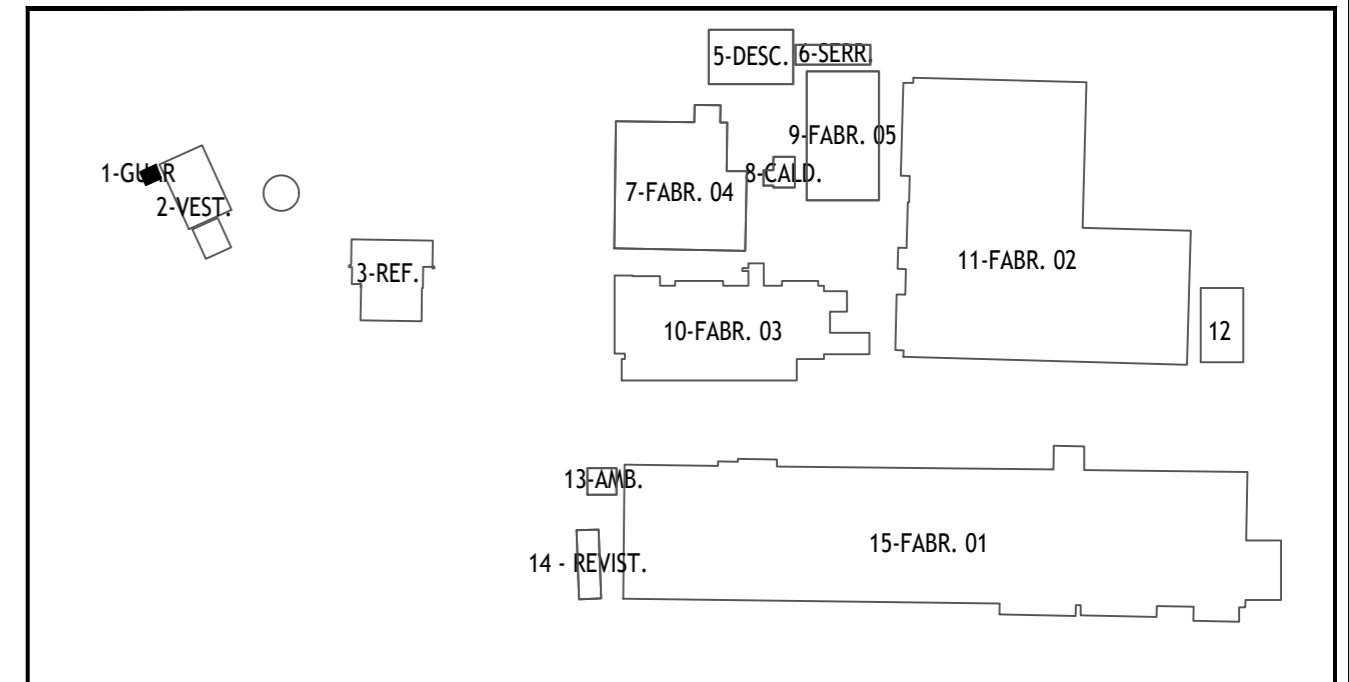 5-DESC.
6-SERR.
9-FABR. 05
1-GUAR
8-CALD.
7-FABR. 04
2-VEST.
11-FABR. 02
3-REF.
10-FABR. 03
12
13-AMB.
15-FABR. 01
14 - REVIST.